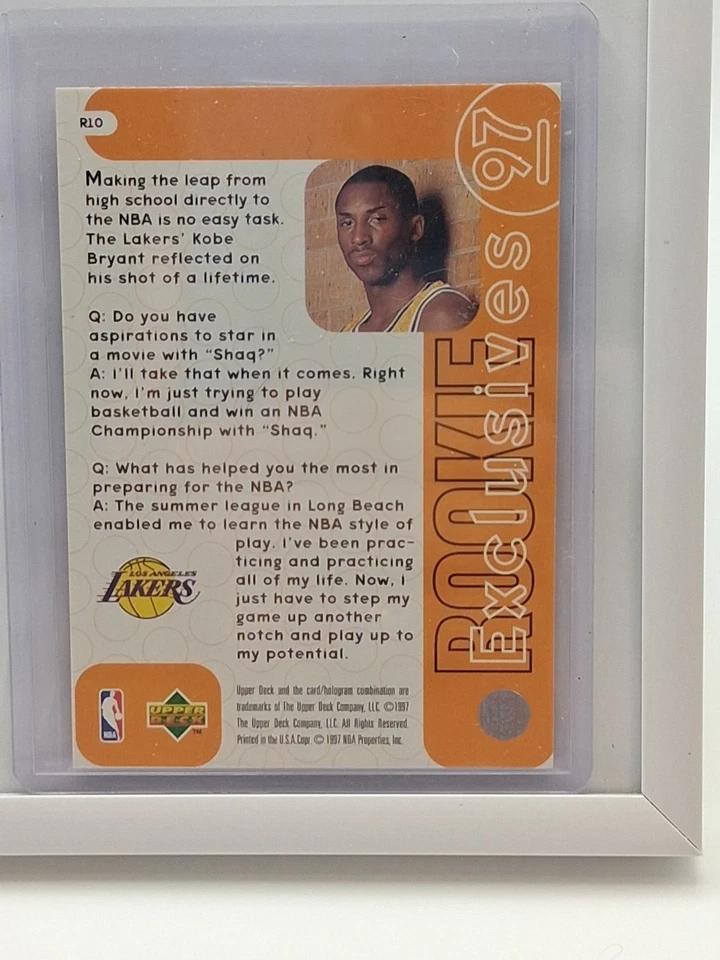 R10
97
Making the leap from
high school directly to
the NBA is no easy task.
The Lakers' Kobe
Bryant reflected on
his shot of a lifetime.
Q: Do you have
aspirations to star in
a movie with "Shaq?"
A: I'll take that when it comes. Right
now, I'm just trying to play
basketball and win an NBA
Championship with "Shaq."
Q: What has helped you the most in
preparing for the NBA?
A: The summer league in Long Beach
enabled me to learn the NBA style of
play. I've been prac-
ticing and practicing
all of my life. Now, I
just have to step my
game up another
notch and play up to
my potential.
ROOKIE
Exclusives
LOS ANGELES
LAKERS
NBA
UPPER
DECK
TM
Upper Deck and the card/hologram combination are
trademarks of The Upper Deck Company, LLC. ©1997
The Upper Deck Company, LLC. All Rights Reserved.
Printed in the U.S.A. Copr. © 1997 NBA Properties, Inc.